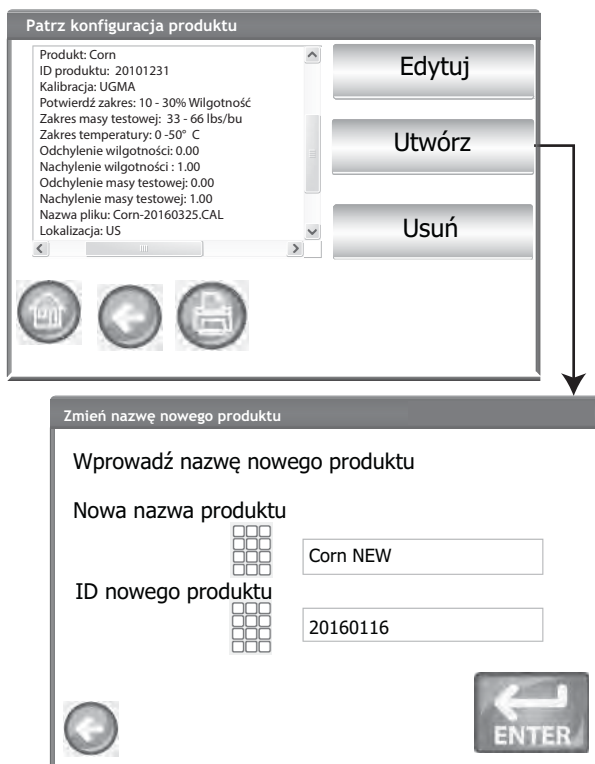 Patrz konfiguracja produktu
Produkt: Corn
ID produktu: 20101231
Kalibracja: UGMA
Potwierdź zakres: 10 - 30% Wilgotność
Zakres masy testowej: 33 - 66 lbs/bu
Zakres temperatury: 0 -50° C
Odchylenie wilgotności: 0.00
Nachylenie wilgotności : 1.00
Odchylenie masy testowej: 0.00
Nachylenie masy testowej: 1.00
Nazwa pliku: Corn-20160325.CAL
Lokalizacja: US
Edytuj
Utwórz
Usuń
Zmień nazwę nowego produktu
Wprowadź nazwę nowego produktu
Nowa nazwa produktu
Corn NEW
ID nowego produktu
20160116
ENTER